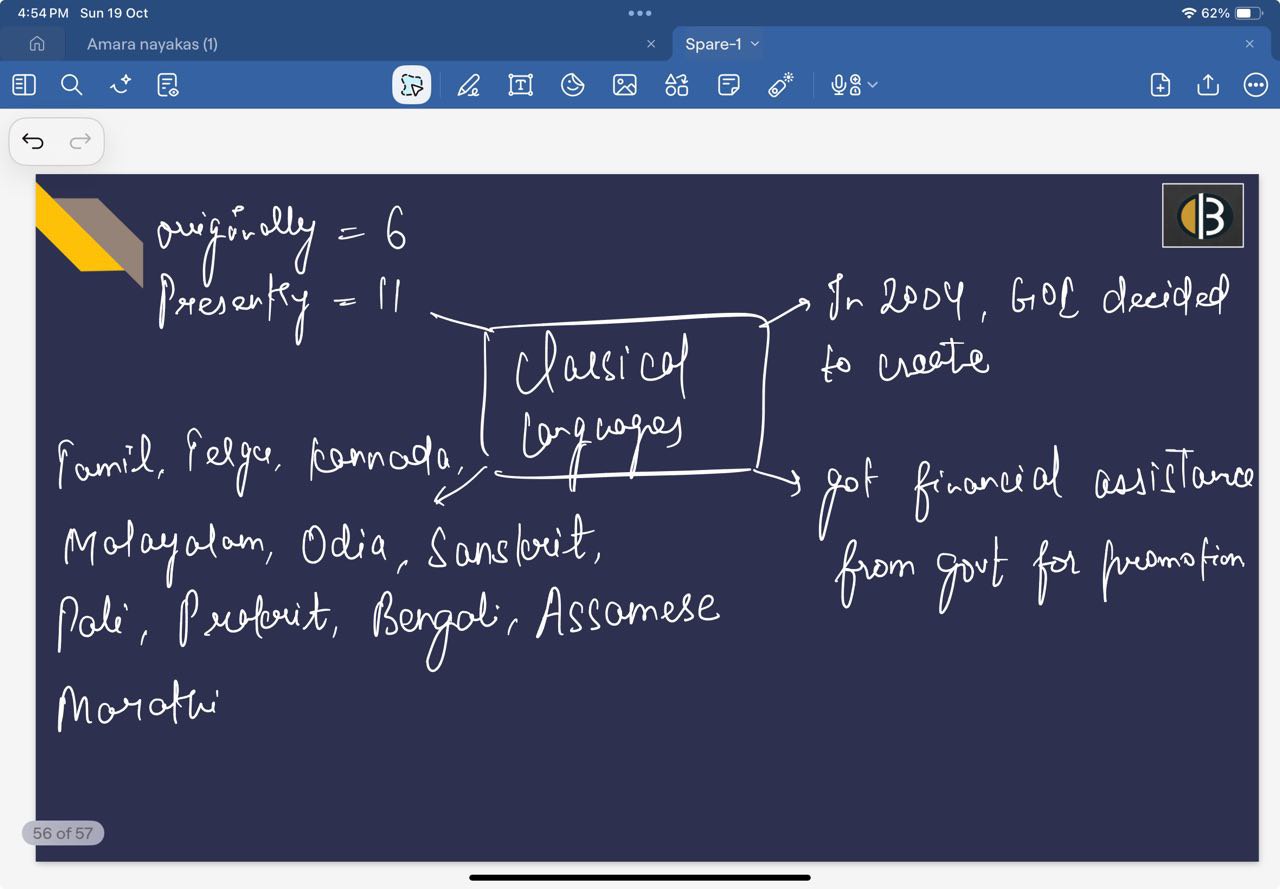 4:54 PM Sun 19 Oct
62%
Amara nayakas (1)
Spare-1
originally = 6
Presently = 11
In 2004, GOI decided
to create
Classical
Languages
Tamil, Telgu, Kannada,
Malayalam, Odia, Sanskrit,
Pali, Prakrit, Bengali, Assamese
Marathi
got financial assistance
from govt for promotion
56 of 57